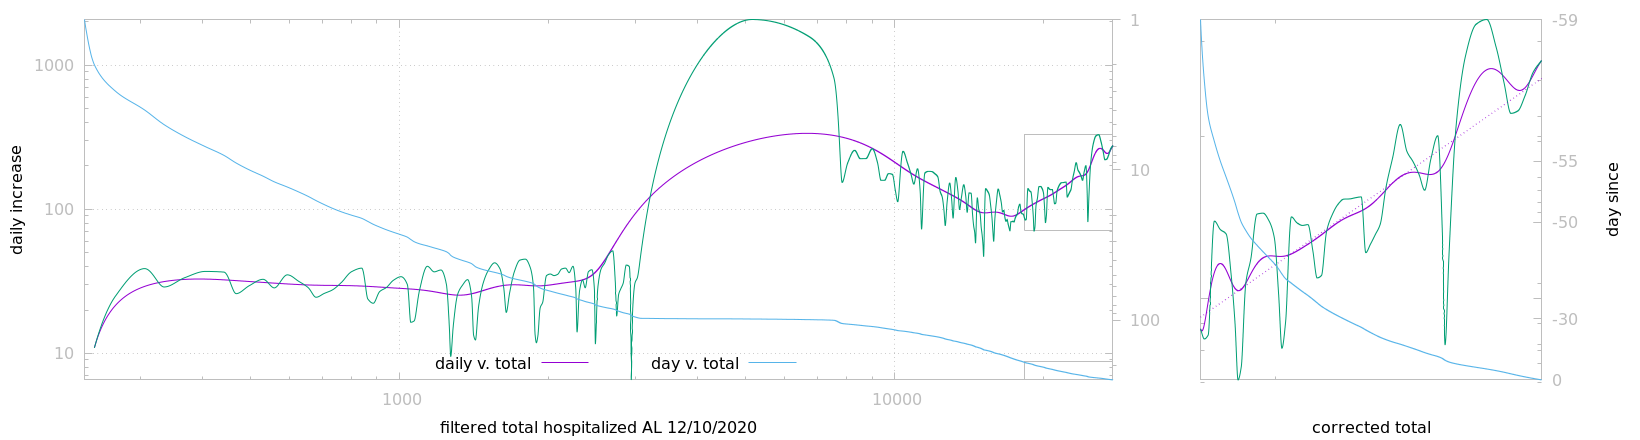 1000
100
10
daily increase
1
10
100
daily v. total
day v. total
1000
10000
filtered total hospitalized AL 12/10/2020
-59
-55
-50
-30
0
day since
corrected total